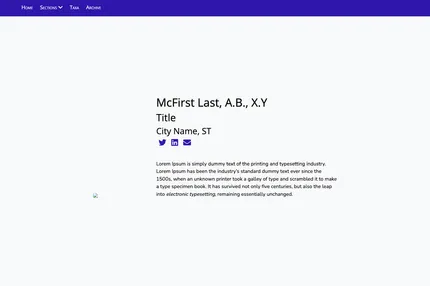 Home Sections Taxa Archive
McFirst Last, A.B., X.Y
Title
City Name, ST
Lorem Ipsum is simply dummy text of the printing and typesetting industry.
Lorem Ipsum has been the industry's standard dummy text ever since the
1500s, when an unknown printer took a galley of type and scrambled it to make
a type specimen book. It has survived not only five centuries, but also the leap
into electronic typesetting, remaining essentially unchanged.